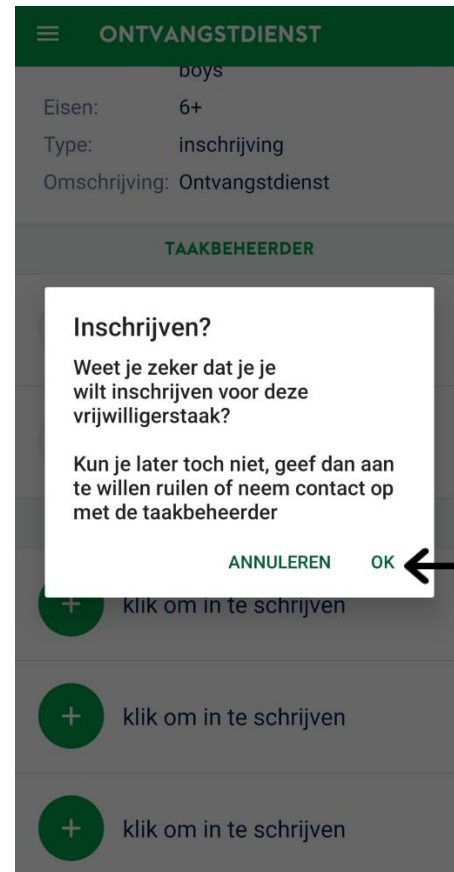 ONTVANGSTDIENST
boys
Eisen: 6+
Type: inschrijving
Omschrijving: Ontvangstdienst
TAAKBEHEERDER
Inschrijven?
Weet je zeker dat je je
wilt inschrijven voor deze
vrijwilligerstaak?
Kun je later toch niet, geef dan aan
te willen ruilen of neem contact op
met de taakbeheerder
ANNULEREN OK
klik om in te schrijven
klik om in te schrijven
klik om in te schrijven